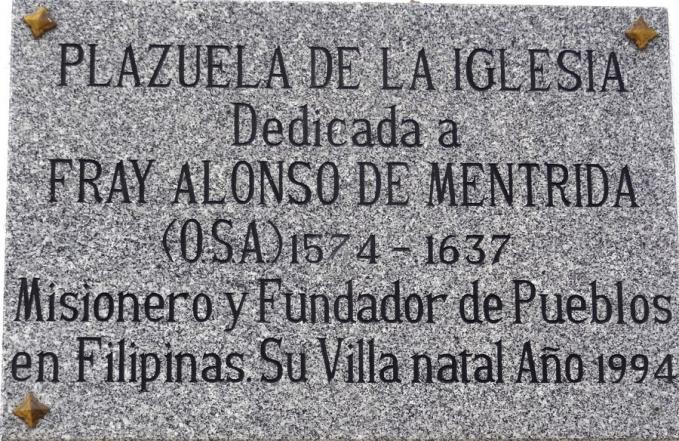 PLAZUELA DE LA IGLESIA
Dedicada a
FRAY ALONSO DE MENTRIDA
(OSA) 1574 - 1637
Misionero y Fundador de Pueblos
en Filipinas. Su Villa natal Año 1994